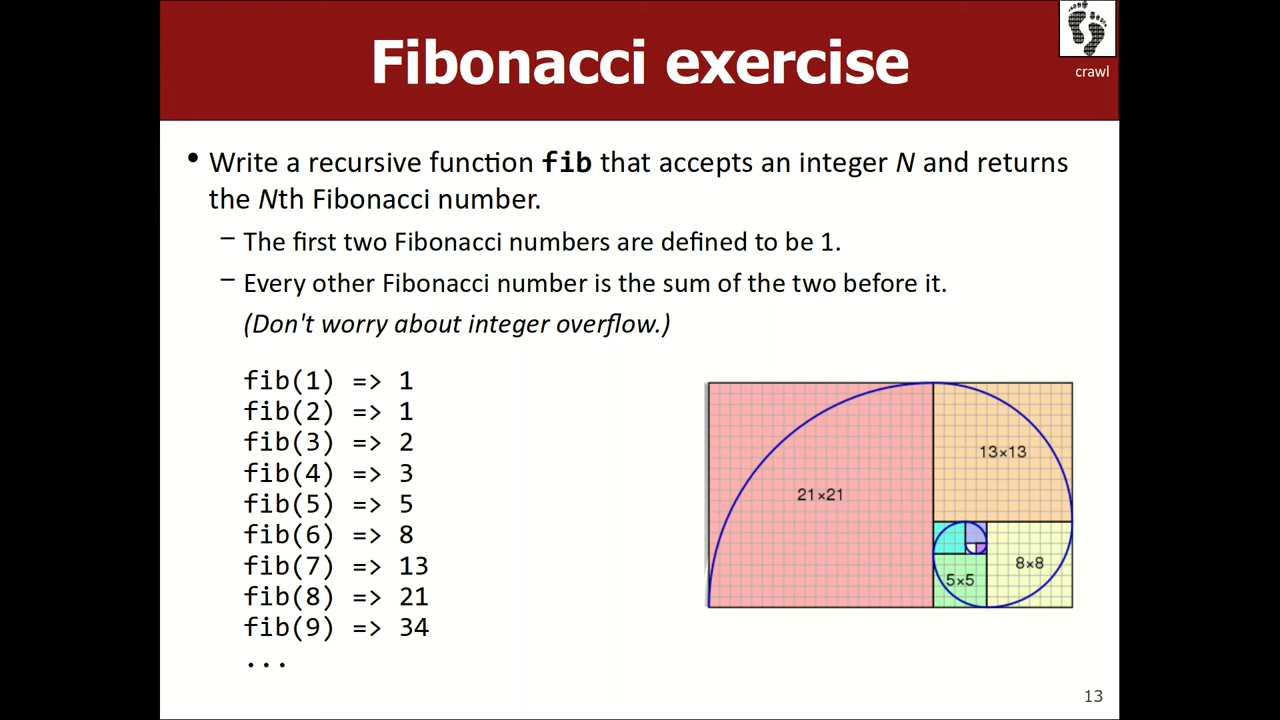 Fibonacci exercise
crawl
• Write a recursive function fib that accepts an integer N and returns
the Nth Fibonacci number.
– The first two Fibonacci numbers are defined to be 1.
– Every other Fibonacci number is the sum of the two before it.
(Don't worry about integer overflow.)
fib(1) => 1
fib(2) => 1
fib(3) => 2
fib(4) => 3
fib(5) => 5
fib(6) => 8
fib(7) => 13
fib(8) => 21
fib(9) => 34
...
13×13
21×21
8×8
5×5
13